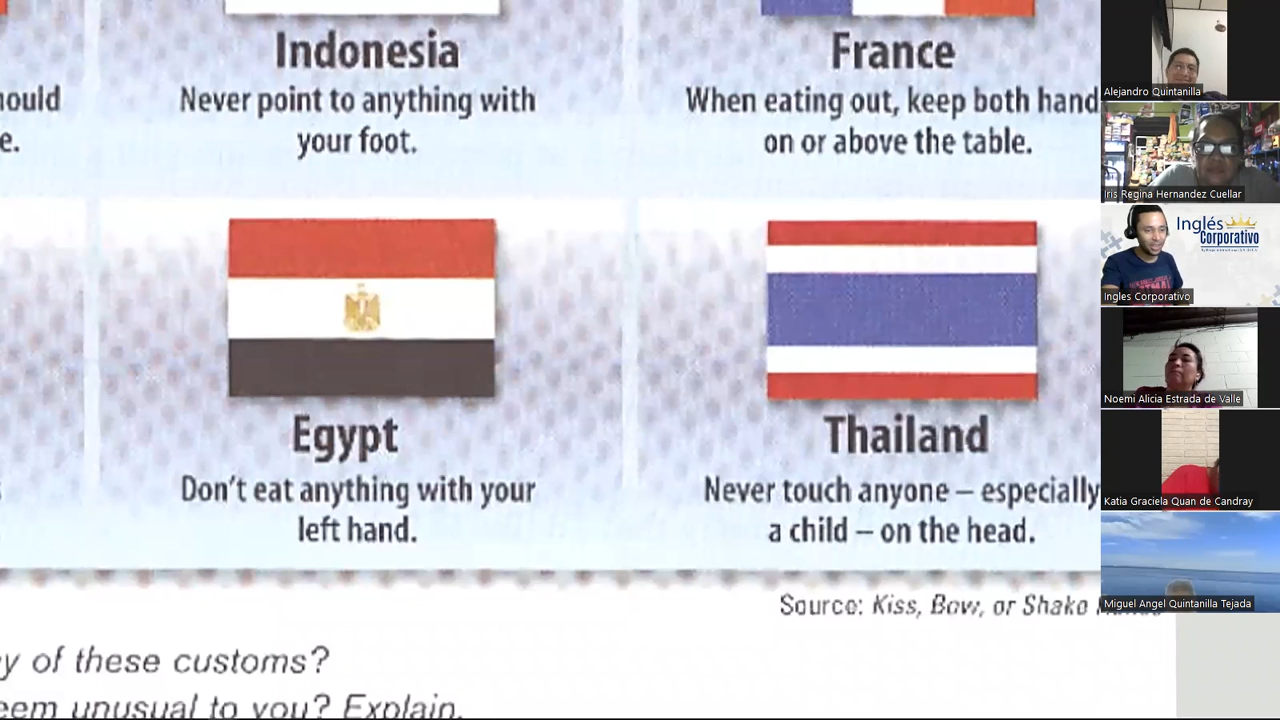 Indonesia
Never point to anything with
your foot.
France
When eating out, keep both hand
on or above the table.
Egypt
Don't eat anything with your
left hand.
Thailand
Never touch anyone – especially
a child – on the head.
Source: Kiss, Bow, or Shake
of these customs?
unusual to you? Explain.
Alejandro Quintanilla
Iris Regina Hernandez Cuellar
Inglés
Corporativo
Ingles Corporativo
Noemi Alicia Estrada de Valle
Katia Graciela Quan de Candray
Miguel Angel Quintanilla Tejada